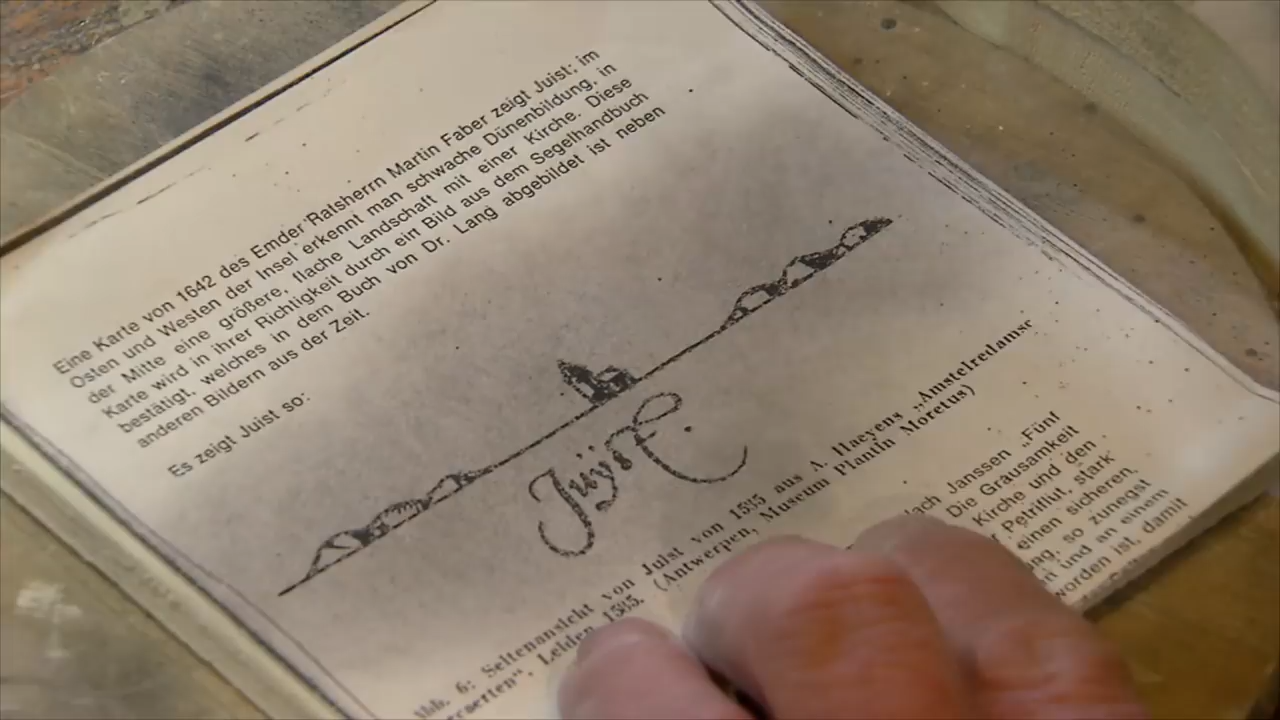 Eine Karte von 1642 des Emder Ratsherrn Martin Faber zeigt Juist; im
Osten und Westen der Insel erkennt man schwache Dünenbildung, in
der Mitte eine größere, flache Landschaft mit einer Kirche. Diese
Karte wird in ihrer Richtigkeit durch ein Bild aus dem Segelhandbuch
bestätigt, welches in dem Buch von Dr. Lang abgebildet ist neben
anderen Bildern aus der Zeit.
Es zeigt Juist so:
Juist.
Abb. 6: Seitenansicht von Juist von 1585 aus A. Haeyens „Amstelredamse
Leiden 1585. (Antwerpen, Museum Plantin Moretus)
nach Janssen „Fünf
Die Grausamkeit
Kirche und den
Petriflut, stark
einen sicheren,
so zunegst
und an einem
worden ist, damit